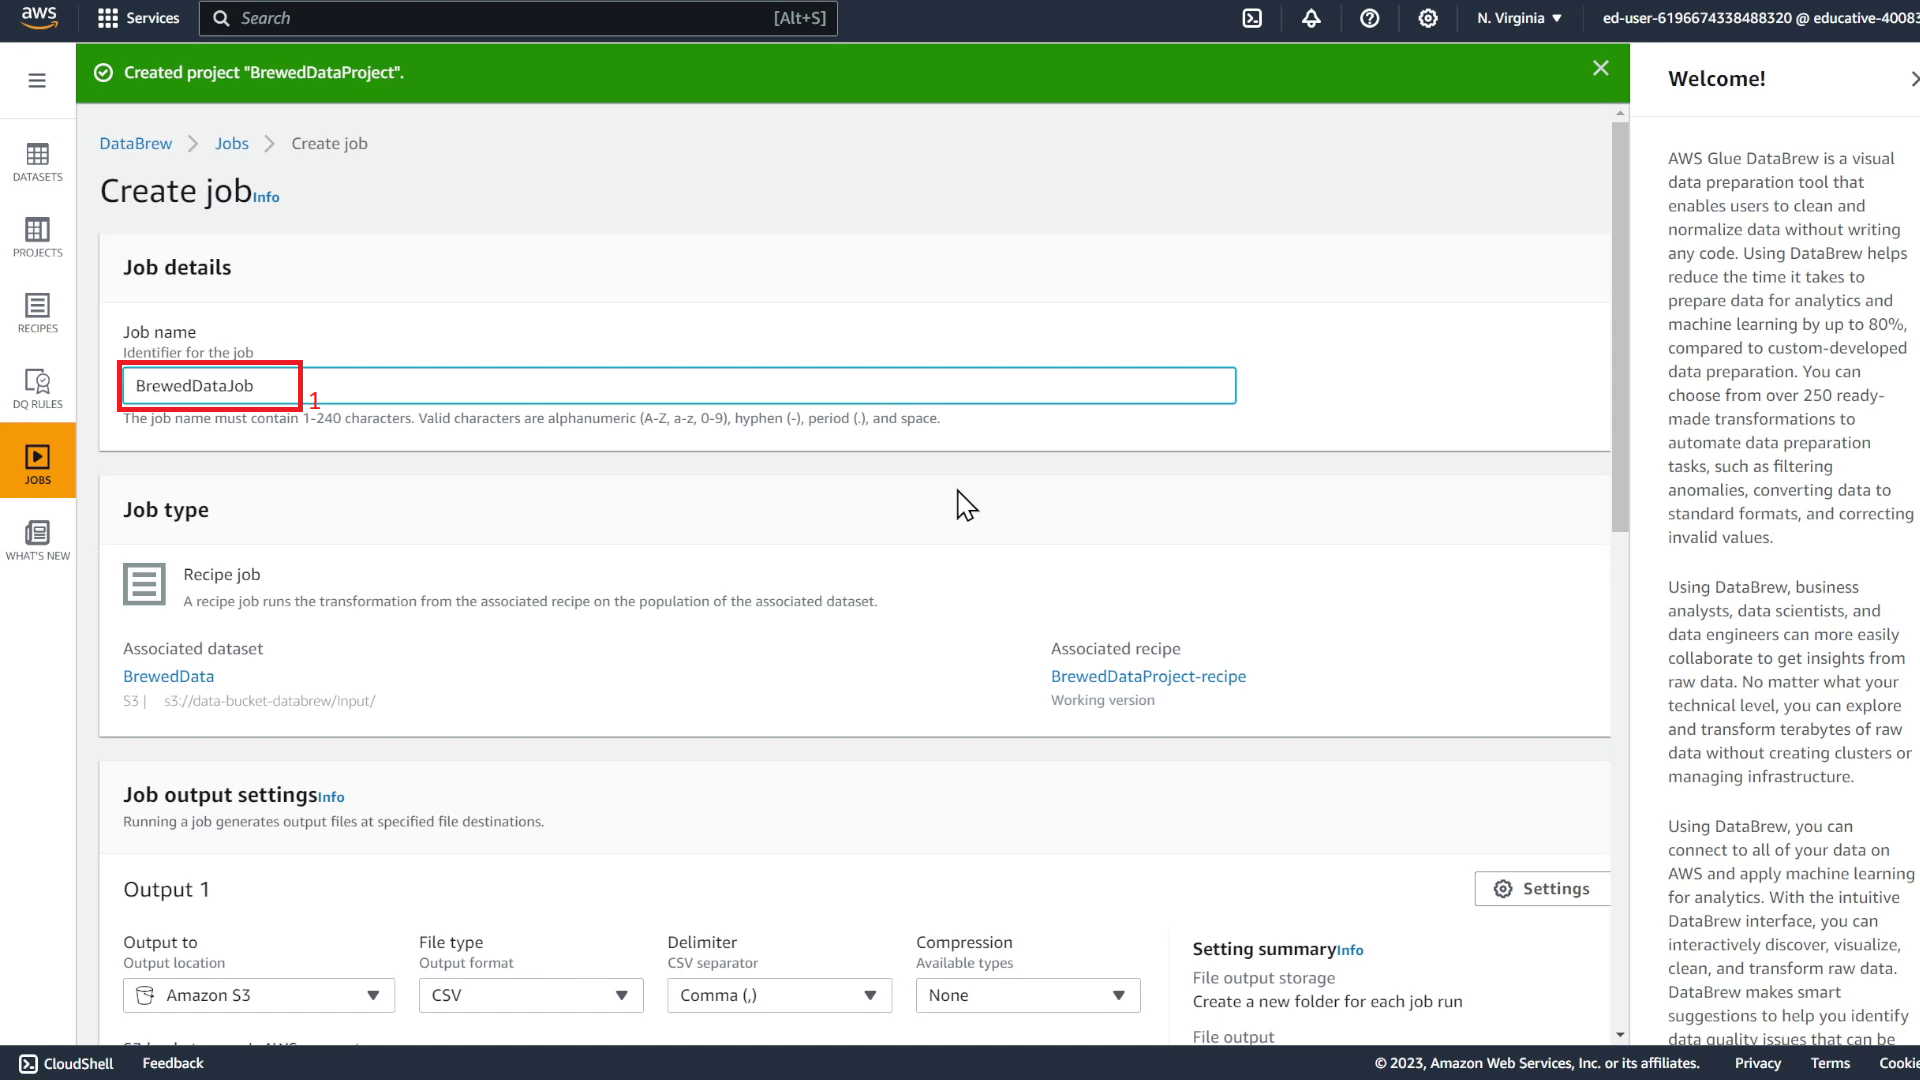 aws
Services
Search
[Alt+S]
N. Virginia
ed-user-6196674338488320 @ educative-40083
Created project "BrewedDataProject".
DATASETS
PROJECTS
RECIPES
DQ RULES
JOBS
WHAT'S NEW
DataBrew
Jobs
Create job
Create job Info
Job details
Job name
Identifier for the job
BrewedDataJob
1
The job name must contain 1-240 characters. Valid characters are alphanumeric (A-Z, a-z, 0-9), hyphen (-), period (.), and space.
Job type
Recipe job
A recipe job runs the transformation from the associated recipe on the population of the associated dataset.
Associated dataset
BrewedData
S3 | s3://data-bucket-databrew/Input/
Associated recipe
BrewedDataProject-recipe
Working version
Job output settings Info
Running a job generates output files at specified file destinations.
Output 1
Settings
Output to
Output location
Amazon S3
File type
Output format
CSV
Delimiter
CSV separator
Comma (,)
Compression
Available types
None
Setting summary Info
File output storage
Create a new folder for each job run
File output
Welcome!
AWS Glue DataBrew is a visual
data preparation tool that
enables users to clean and
normalize data without writing
any code. Using DataBrew helps
reduce the time it takes to
prepare data for analytics and
machine learning by up to 80%,
compared to custom-developed
data preparation. You can
choose from over 250 ready-
made transformations to
automate data preparation
tasks, such as filtering
anomalies, converting data to
standard formats, and correcting
invalid values.
Using DataBrew, business
analysts, data scientists, and
data engineers can more easily
collaborate to get insights from
raw data. No matter what your
technical level, you can explore
and transform terabytes of raw
data without creating clusters or
managing infrastructure.
Using DataBrew, you can
connect to all of your data on
AWS and apply machine learning
for analytics. With the intuitive
DataBrew interface, you can
interactively discover, visualize,
clean, and transform raw data.
DataBrew makes smart
suggestions to help you identify
data quality issues that can be
CloudShell
Feedback
© 2023, Amazon Web Services, Inc. or its affiliates.
Privacy
Terms
Cookie